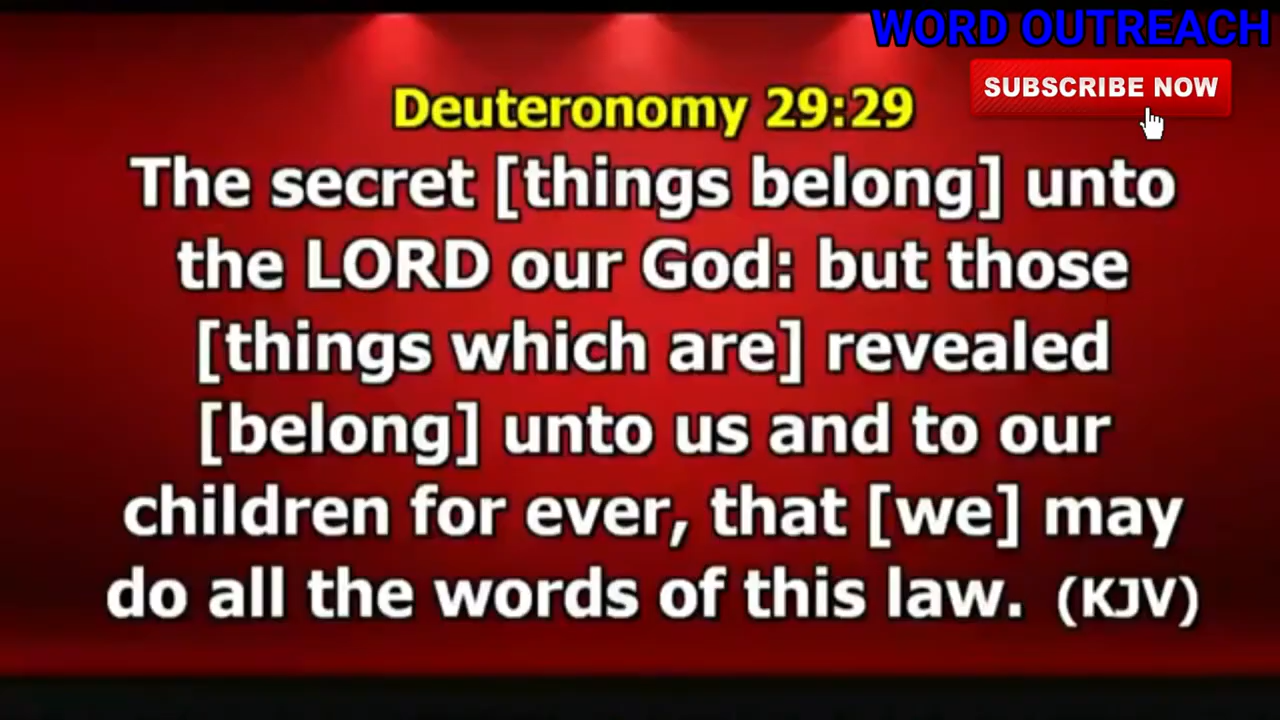 WORD OUTREACH
SUBSCRIBE NOW
Deuteronomy 29:29
The secret [things belong] unto
the LORD our God: but those
[things which are] revealed
[belong] unto us and to our
children for ever, that [we] may
do all the words of this law. (KJV)